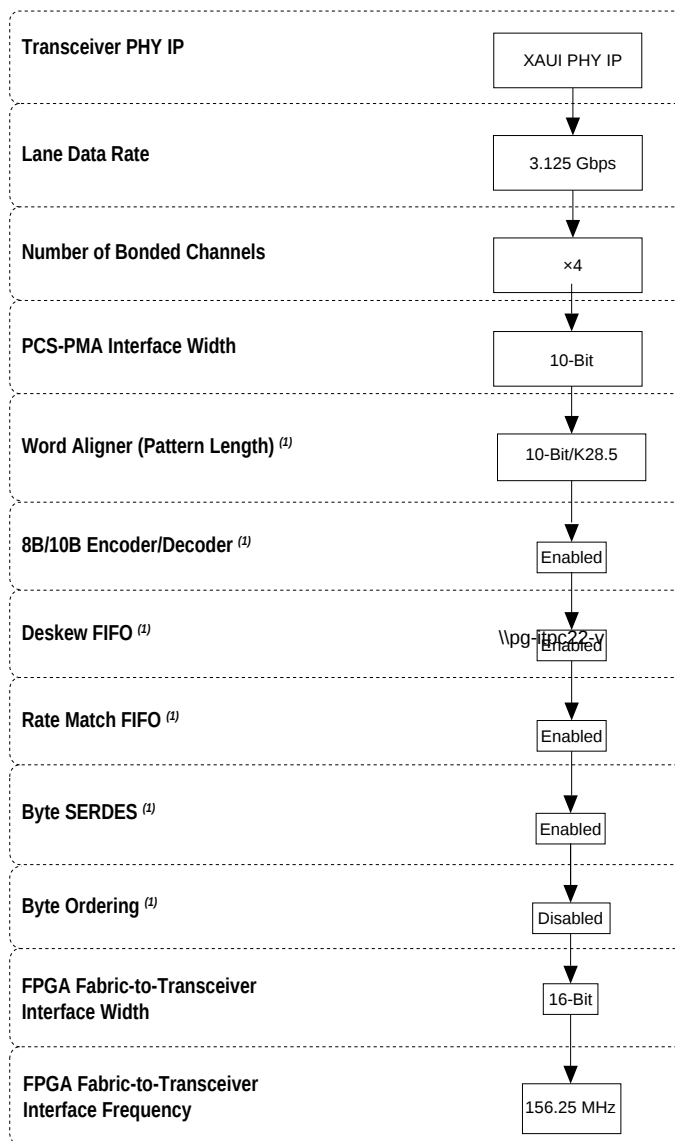 Transceiver PHY IP
XAUI PHY IP
Lane Data Rate
3.125 Gbps
Number of Bonded Channels
×4
PCS-PMA Interface Width
10-Bit
Word Aligner (Pattern Length) (1)
10-Bit/K28.5
8B/10B Encoder/Decoder (1)
Enabled
Deskew FIFO (1)
\\pg-itpc22-v
Enabled
Rate Match FIFO (1)
Enabled
Byte SERDES (1)
Enabled
Byte Ordering (1)
Disabled
FPGA Fabric-to-Transceiver
Interface Width
16-Bit
FPGA Fabric-to-Transceiver
Interface Frequency
156.25 MHz